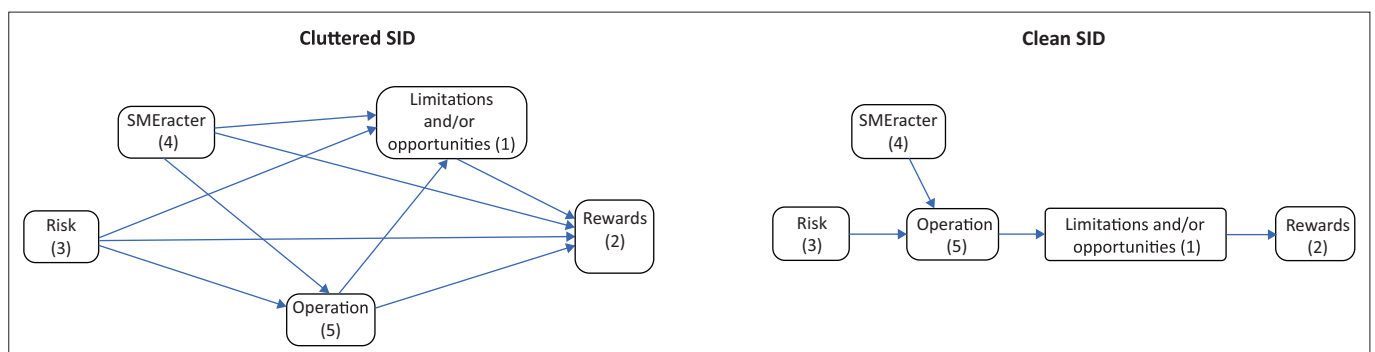 Cluttered SID
SMEracter
(4)
Limitations
and/or
opportunities (1)
Risk
(3)
Rewards
(2)
Operation
(5)
Clean SID
SMEracter
(4)
Risk
(3)
Operation
(5)
Limitations and/or
opportunities (1)
Rewards
(2)